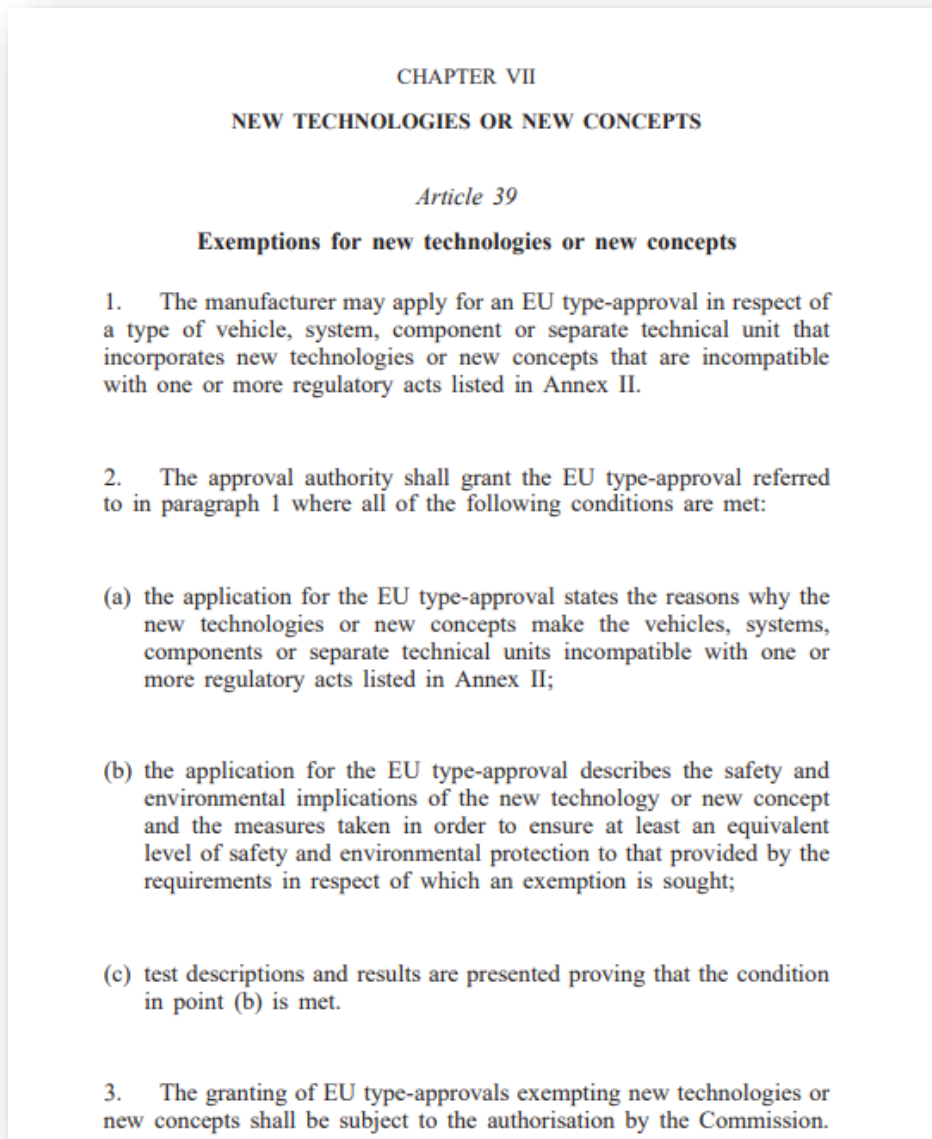 CHAPTER VII
NEW TECHNOLOGIES OR NEW CONCEPTS
Article 39
Exemptions for new technologies or new concepts
1. The manufacturer may apply for an EU type-approval in respect of
a type of vehicle, system, component or separate technical unit that
incorporates new technologies or new concepts that are incompatible
with one or more regulatory acts listed in Annex II.
2. The approval authority shall grant the EU type-approval referred
to in paragraph 1 where all of the following conditions are met:
(a) the application for the EU type-approval states the reasons why the
new technologies or new concepts make the vehicles, systems,
components or separate technical units incompatible with one or
more regulatory acts listed in Annex II;
(b) the application for the EU type-approval describes the safety and
environmental implications of the new technology or new concept
and the measures taken in order to ensure at least an equivalent
level of safety and environmental protection to that provided by the
requirements in respect of which an exemption is sought;
(c) test descriptions and results are presented proving that the condition
in point (b) is met.
3. The granting of EU type-approvals exempting new technologies or
new concepts shall be subject to the authorisation by the Commission.